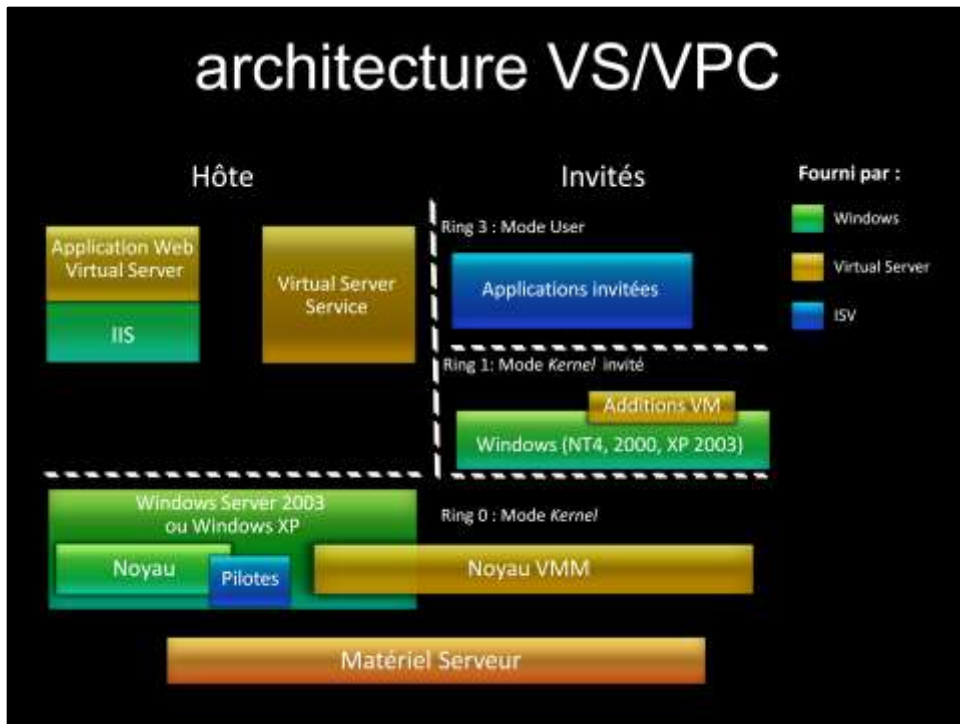 architecture VS/VPC
Hôte
Invités
Fourni par :
Windows
Virtual Server
ISV
Application Web
Virtual Server
IIS
Virtual Server
Service
Ring 3 : Mode User
Applications invitées
Ring 1: Mode Kernel invité
Additions VM
Windows (NT4, 2000, XP 2003)
Windows Server 2003
ou Windows XP
Ring 0 : Mode Kernel
Noyau
Pilotes
Noyau VMM
Matériel Serveur